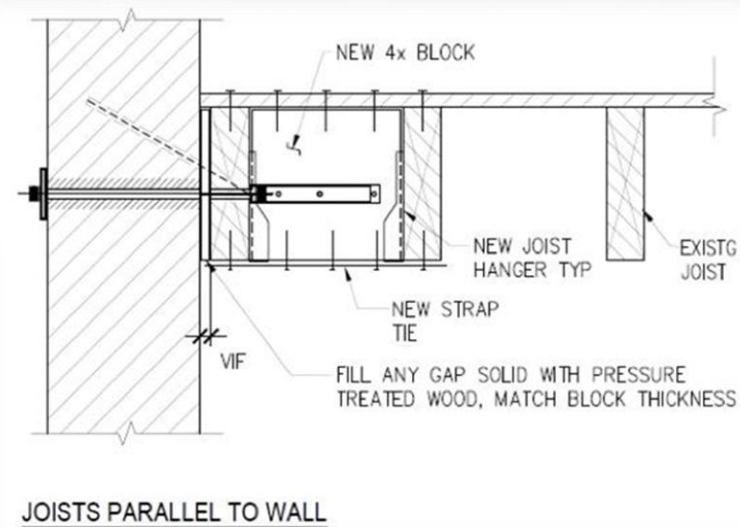 NEW 4x BLOCK
NEW JOIST
HANGER TYP
EXISTG
JOIST
NEW STRAP
TIE
VIF
FILL ANY GAP SOLID WITH PRESSURE
TREATED WOOD, MATCH BLOCK THICKNESS
JOISTS PARALLEL TO WALL